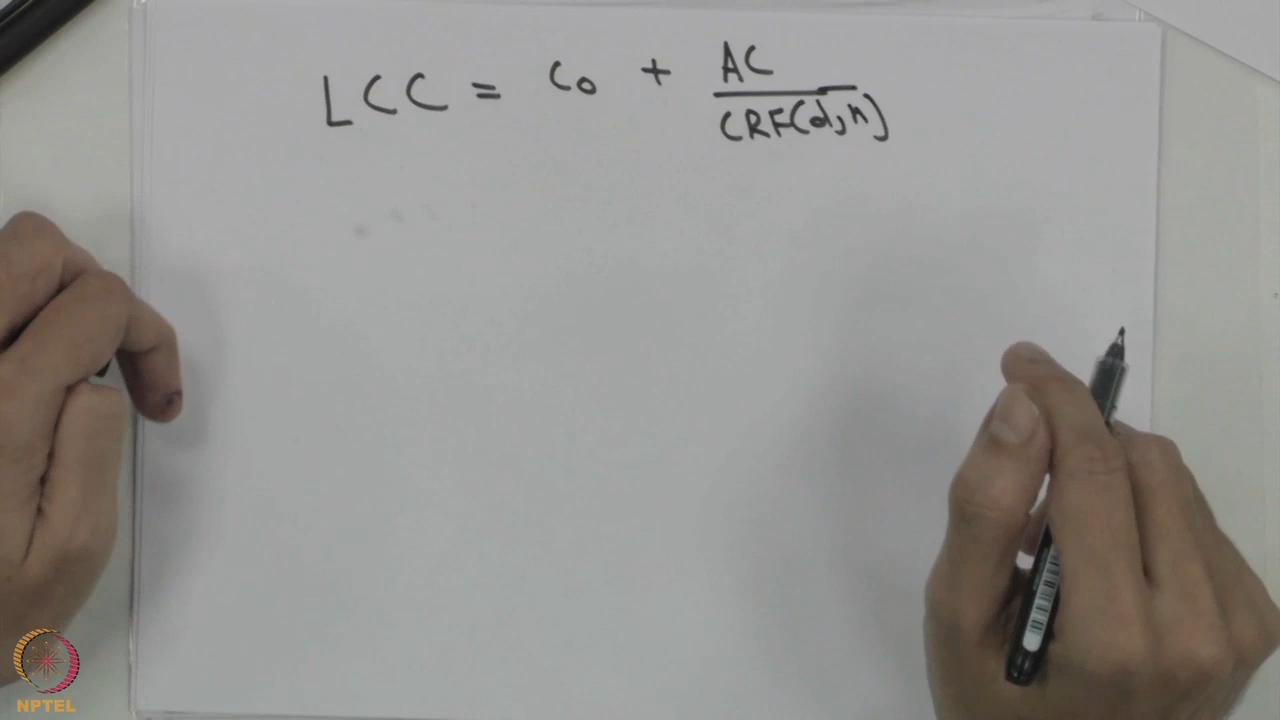 LCC = C0 + AC / CRF(d,n)
NPTEL